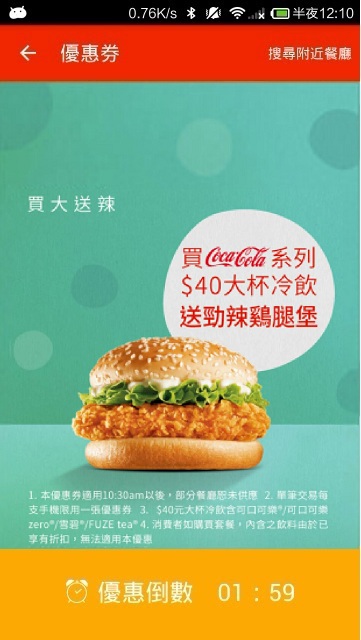 0.76K/s 半夜12:10
優惠券 搜尋附近餐廳
買大送辣
買Coca-Cola系列
$40大杯冷飲
送勁辣鷄腿堡
1. 本優惠券適用10:30am以後，部分餐廳恕未供應 2. 單筆交易每
支手機限用一張優惠券 3. $40元大杯冷飲含可口可樂®/可口可樂
zero®/雪碧®/FUZE tea® 4. 消費者如購買套餐，內含之飲料由於已
享有折扣，無法適用本優惠
優惠倒數 01 : 59